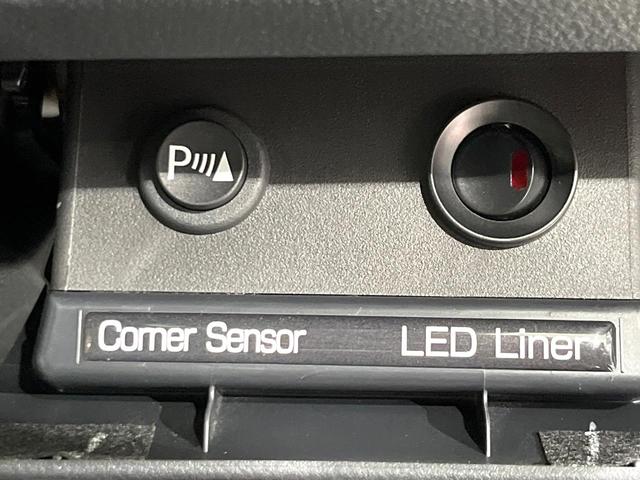 P
Corner Sensor
LED Liner